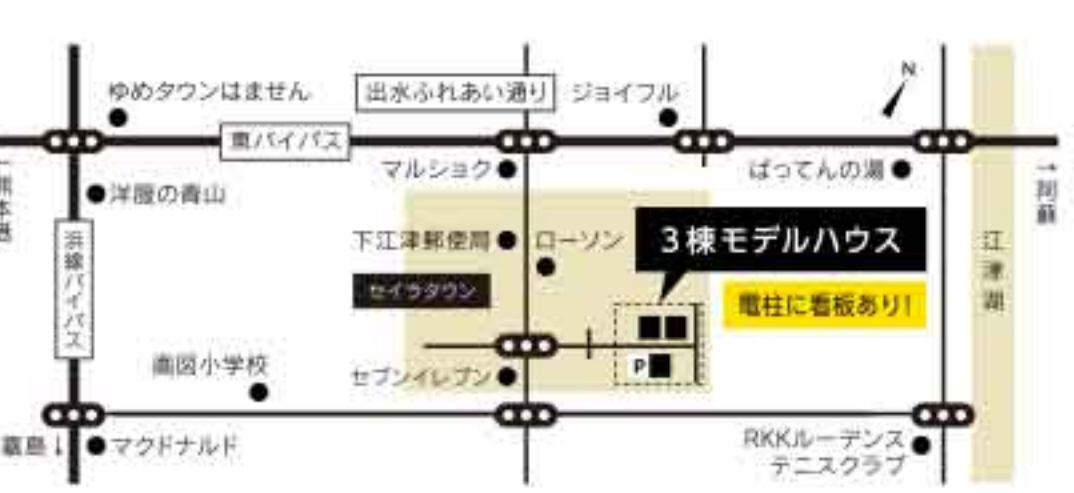 N
ゆめタウンはません
出水ふれあい通り
ジョイフル
東バイパス
マルショク
ばってんの湯
→阿蘇
洋服の青山
浜線バイパス
下江津郵便局
ローソン
3棟モデルハウス
江津湖
セイラタウン
電柱に看板あり!
画図小学校
セブンイレブン
P
嘉島↓
マクドナルド
RKKルーデンス
テニスクラブ